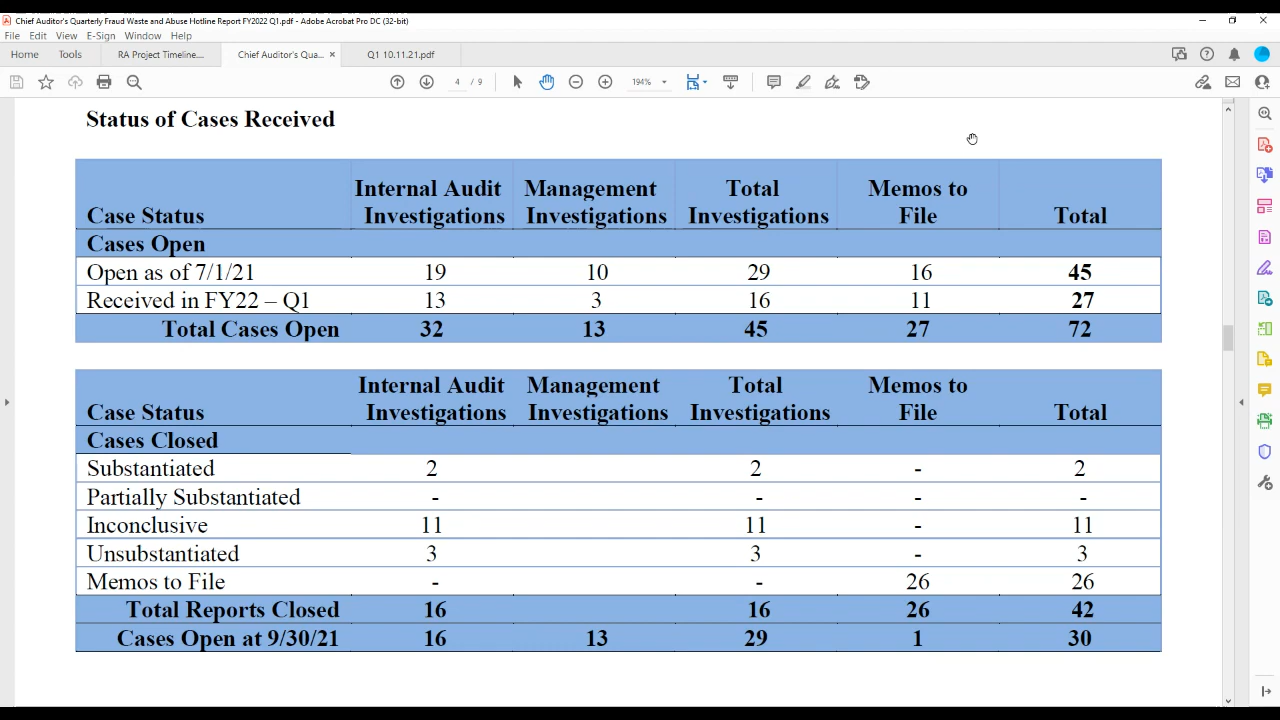 Chief Auditor's Quarterly Fraud Waste and Abuse Hotline Report FY2022 Q1.pdf - Adobe Acrobat Pro DC (32-bit)
File Edit View E-Sign Window Help
Home Tools RA Project Timeline.... Chief Auditor's Qua... × Q1 10.11.21.pdf
4 / 9 194%
Status of Cases Received
Case Status Internal Audit Investigations Management Investigations Total Investigations Memos to File Total
Cases Open
Open as of 7/1/21 19 10 29 16 45
Received in FY22 – Q1 13 3 16 11 27
Total Cases Open 32 13 45 27 72
Case Status Internal Audit Investigations Management Investigations Total Investigations Memos to File Total
Cases Closed
Substantiated 2 2 - 2
Partially Substantiated - - - -
Inconclusive 11 11 - 11
Unsubstantiated 3 3 - 3
Memos to File - - 26 26
Total Reports Closed 16 16 26 42
Cases Open at 9/30/21 16 13 29 1 30